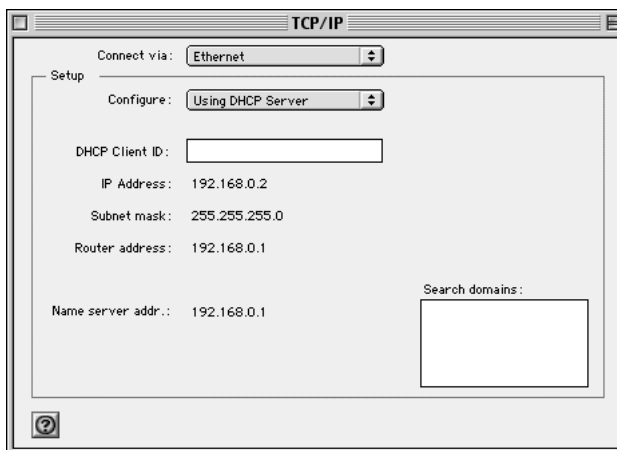 TCP/IP
Connect via: Ethernet
Setup
Configure: Using DHCP Server
DHCP Client ID:
IP Address: 192.168.0.2
Subnet mask: 255.255.255.0
Router address: 192.168.0.1
Search domains:
Name server addr.: 192.168.0.1
?